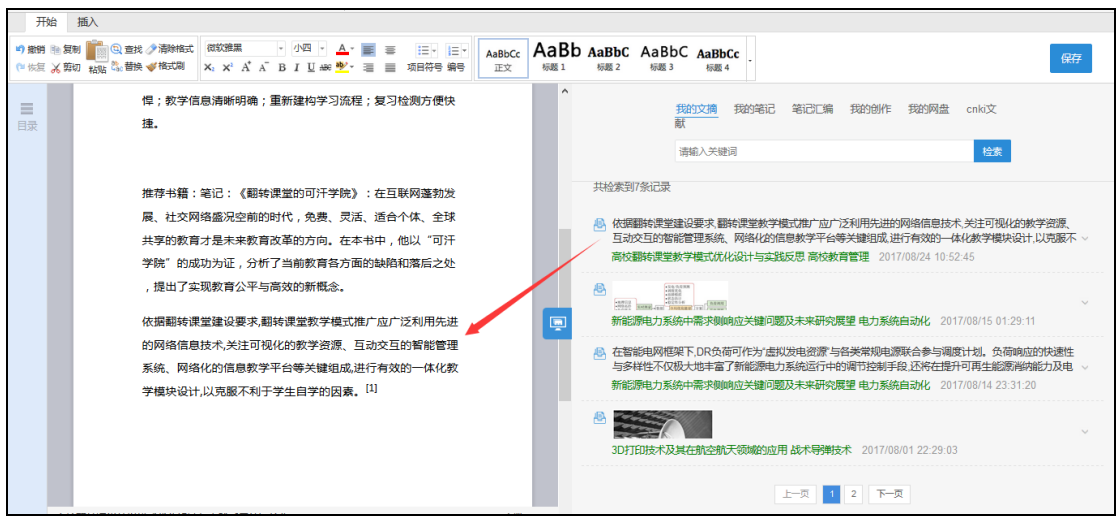 开始 插入
撤销 复制 查找 清除格式 微软雅黑 小四 A AaBbCc AaBb AaBbC AaBbC AaBbCc 保存
恢复 剪切 粘贴 替换 格式刷 X₂ X² A A B I U ABC ab 项目符号 编号 正文 标题 1 标题 2 标题 3 标题 4
目录
悍；教学信息清晰明确；重新建构学习流程；复习检测方便快
捷。
推荐书籍：笔记：《翻转课堂的可汗学院》：在互联网蓬勃发
展、社交网络盛况空前的时代，免费、灵活、适合个体、全球
共享的教育才是未来教育改革的方向。在本书中，他以“可汗
学院”的成功为证，分析了当前教育各方面的缺陷和落后之处
，提出了实现教育公平与高效的新概念。
依据翻转课堂建设要求,翻转课堂教学模式推广应广泛利用先进
的网络信息技术,关注可视化的教学资源、互动交互的智能管理
系统、网络化的信息教学平台等关键组成,进行有效的一体化教
学模块设计,以克服不利于学生自学的因素。[1]
我的文摘 我的笔记 笔记汇编 我的创作 我的网盘 cnki文
献
请输入关键词 检索
共检索到7条记录
依据翻转课堂建设要求,翻转课堂教学模式推广应广泛利用先进的网络信息技术,关注可视化的教学资源、
互动交互的智能管理系统、网络化的信息教学平台等关键组成,进行有效的一体化教学模块设计,以克服不
高校翻转课堂教学模式优化设计与实践反思 高校教育管理 2017/08/24 10:52:45
新能源电力系统中需求侧响应关键问题及未来研究展望 电力系统自动化 2017/08/15 01:29:11
在智能电网框架下,DR负荷可作为“虚拟发电资源”与各类常规电源联合参与调度计划。负荷响应的快速性
与多样性不仅极大地丰富了新能源电力系统运行中的调节控制手段,还将在提升可再生能源消纳能力及电
新能源电力系统中需求侧响应关键问题及未来研究展望 电力系统自动化 2017/08/14 23:31:20
3D打印技术及其在航空航天领域的应用 战术导弹技术 2017/08/01 22:29:03
上一页 1 2 下一页